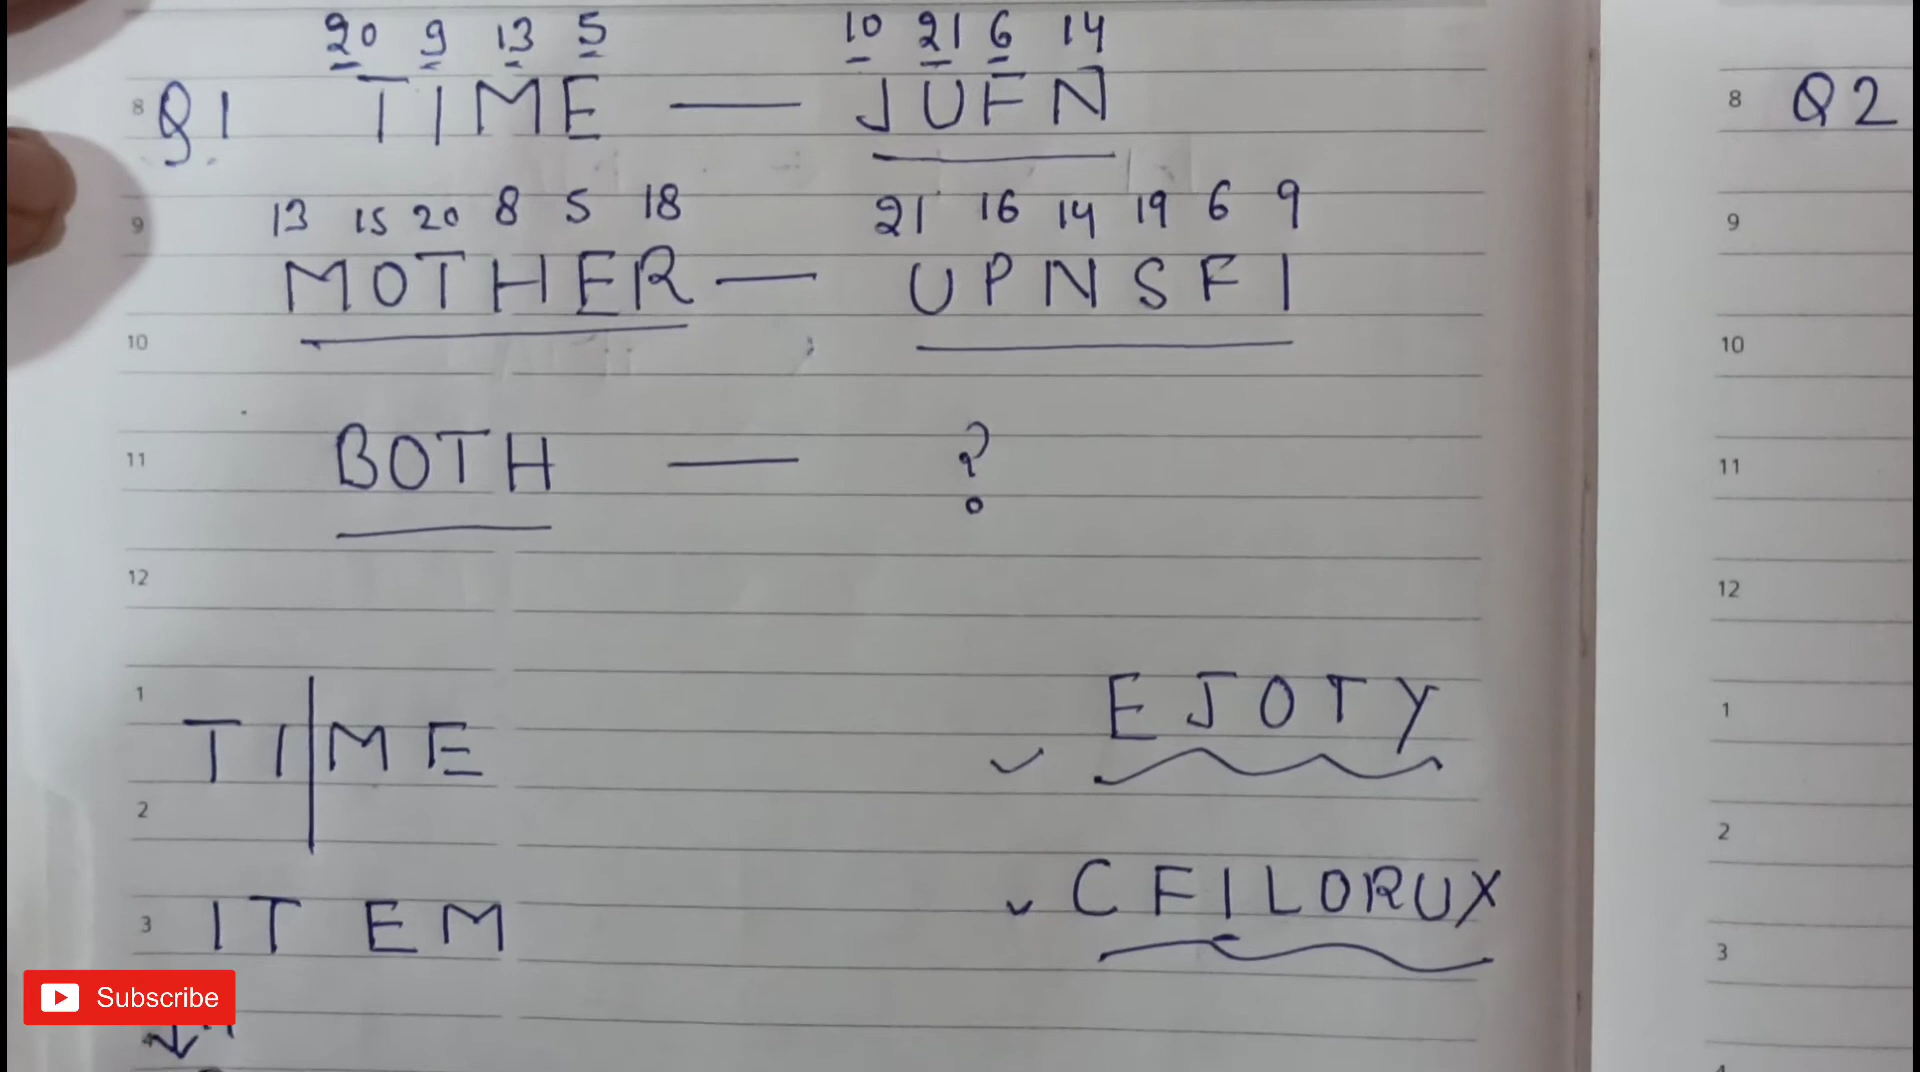 20 9 13 5 10 21 6 14
8 Q1 TIME — JUFN
13 15 20 8 5 18 21 16 14 19 6 9
9
MOTHER — UPNSFI
10
11 BOTH — ?
12
1 EJOTY
TI|ME
2
CFILORUX
3 ITEM
Subscribe
8 Q2
9
10
11
12
1
2
3